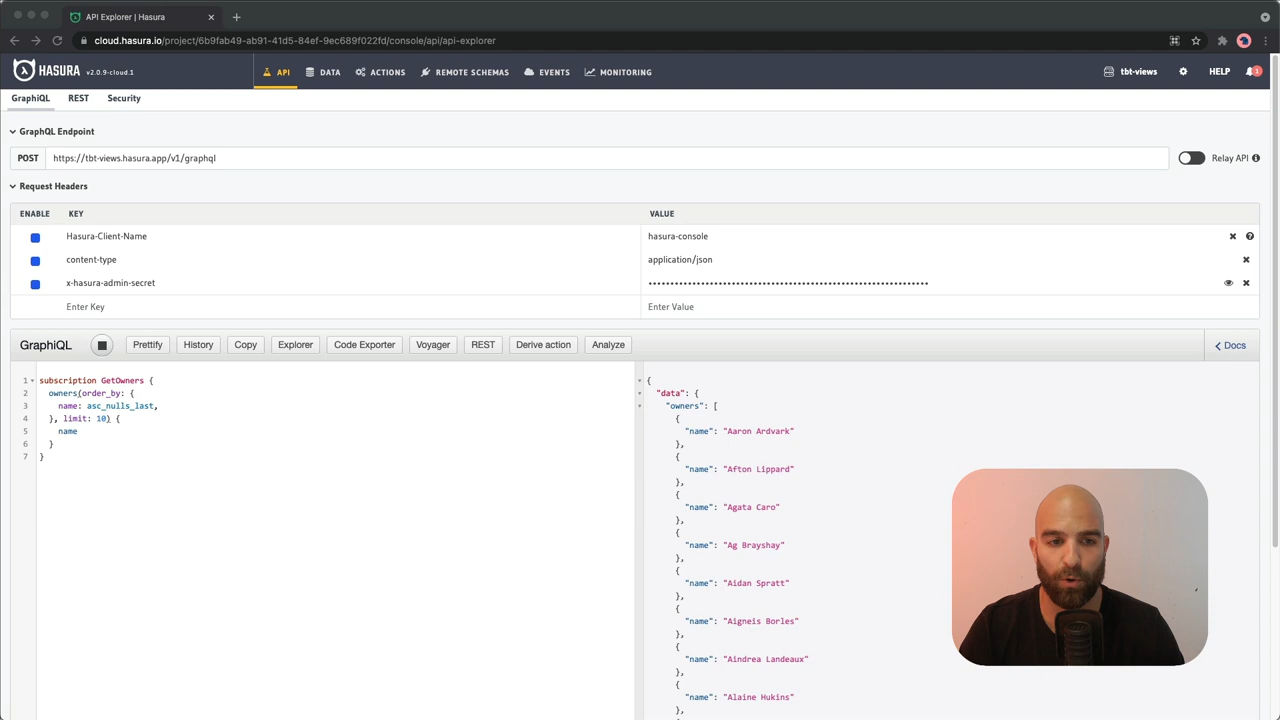 API Explorer | Hasura
cloud.hasura.io/project/6b9fab49-ab91-41d5-84ef-9ec689f022fd/console/api/api-explorer
HASURA v2.0.9-cloud.1 API DATA ACTIONS REMOTE SCHEMAS EVENTS MONITORING tbt-views HELP 1
GraphiQL REST Security
GraphQL Endpoint
POST https://tbt-views.hasura.app/v1/graphql Relay API
Request Headers
ENABLE KEY VALUE
Hasura-Client-Name hasura-console
content-type application/json
x-hasura-admin-secret ••••••••••••••••••••••••••••••••••••••••••••••••••••••••••••••••
Enter Key Enter Value
GraphiQL Prettify History Copy Explorer Code Exporter Voyager REST Derive action Analyze Docs
1 subscription GetOwners {
2 owners(order_by: {
3 name: asc_nulls_last,
4 }, limit: 10) {
5 name
6 }
7 }
{
"data": {
"owners": [
{
"name": "Aaron Ardvark"
},
{
"name": "Afton Lippard"
},
{
"name": "Agata Caro"
},
{
"name": "Ag Brayshay"
},
{
"name": "Aidan Spratt"
},
{
"name": "Aigneis Borles"
},
{
"name": "Aindrea Landeaux"
},
{
"name": "Alaine Hukins"
},